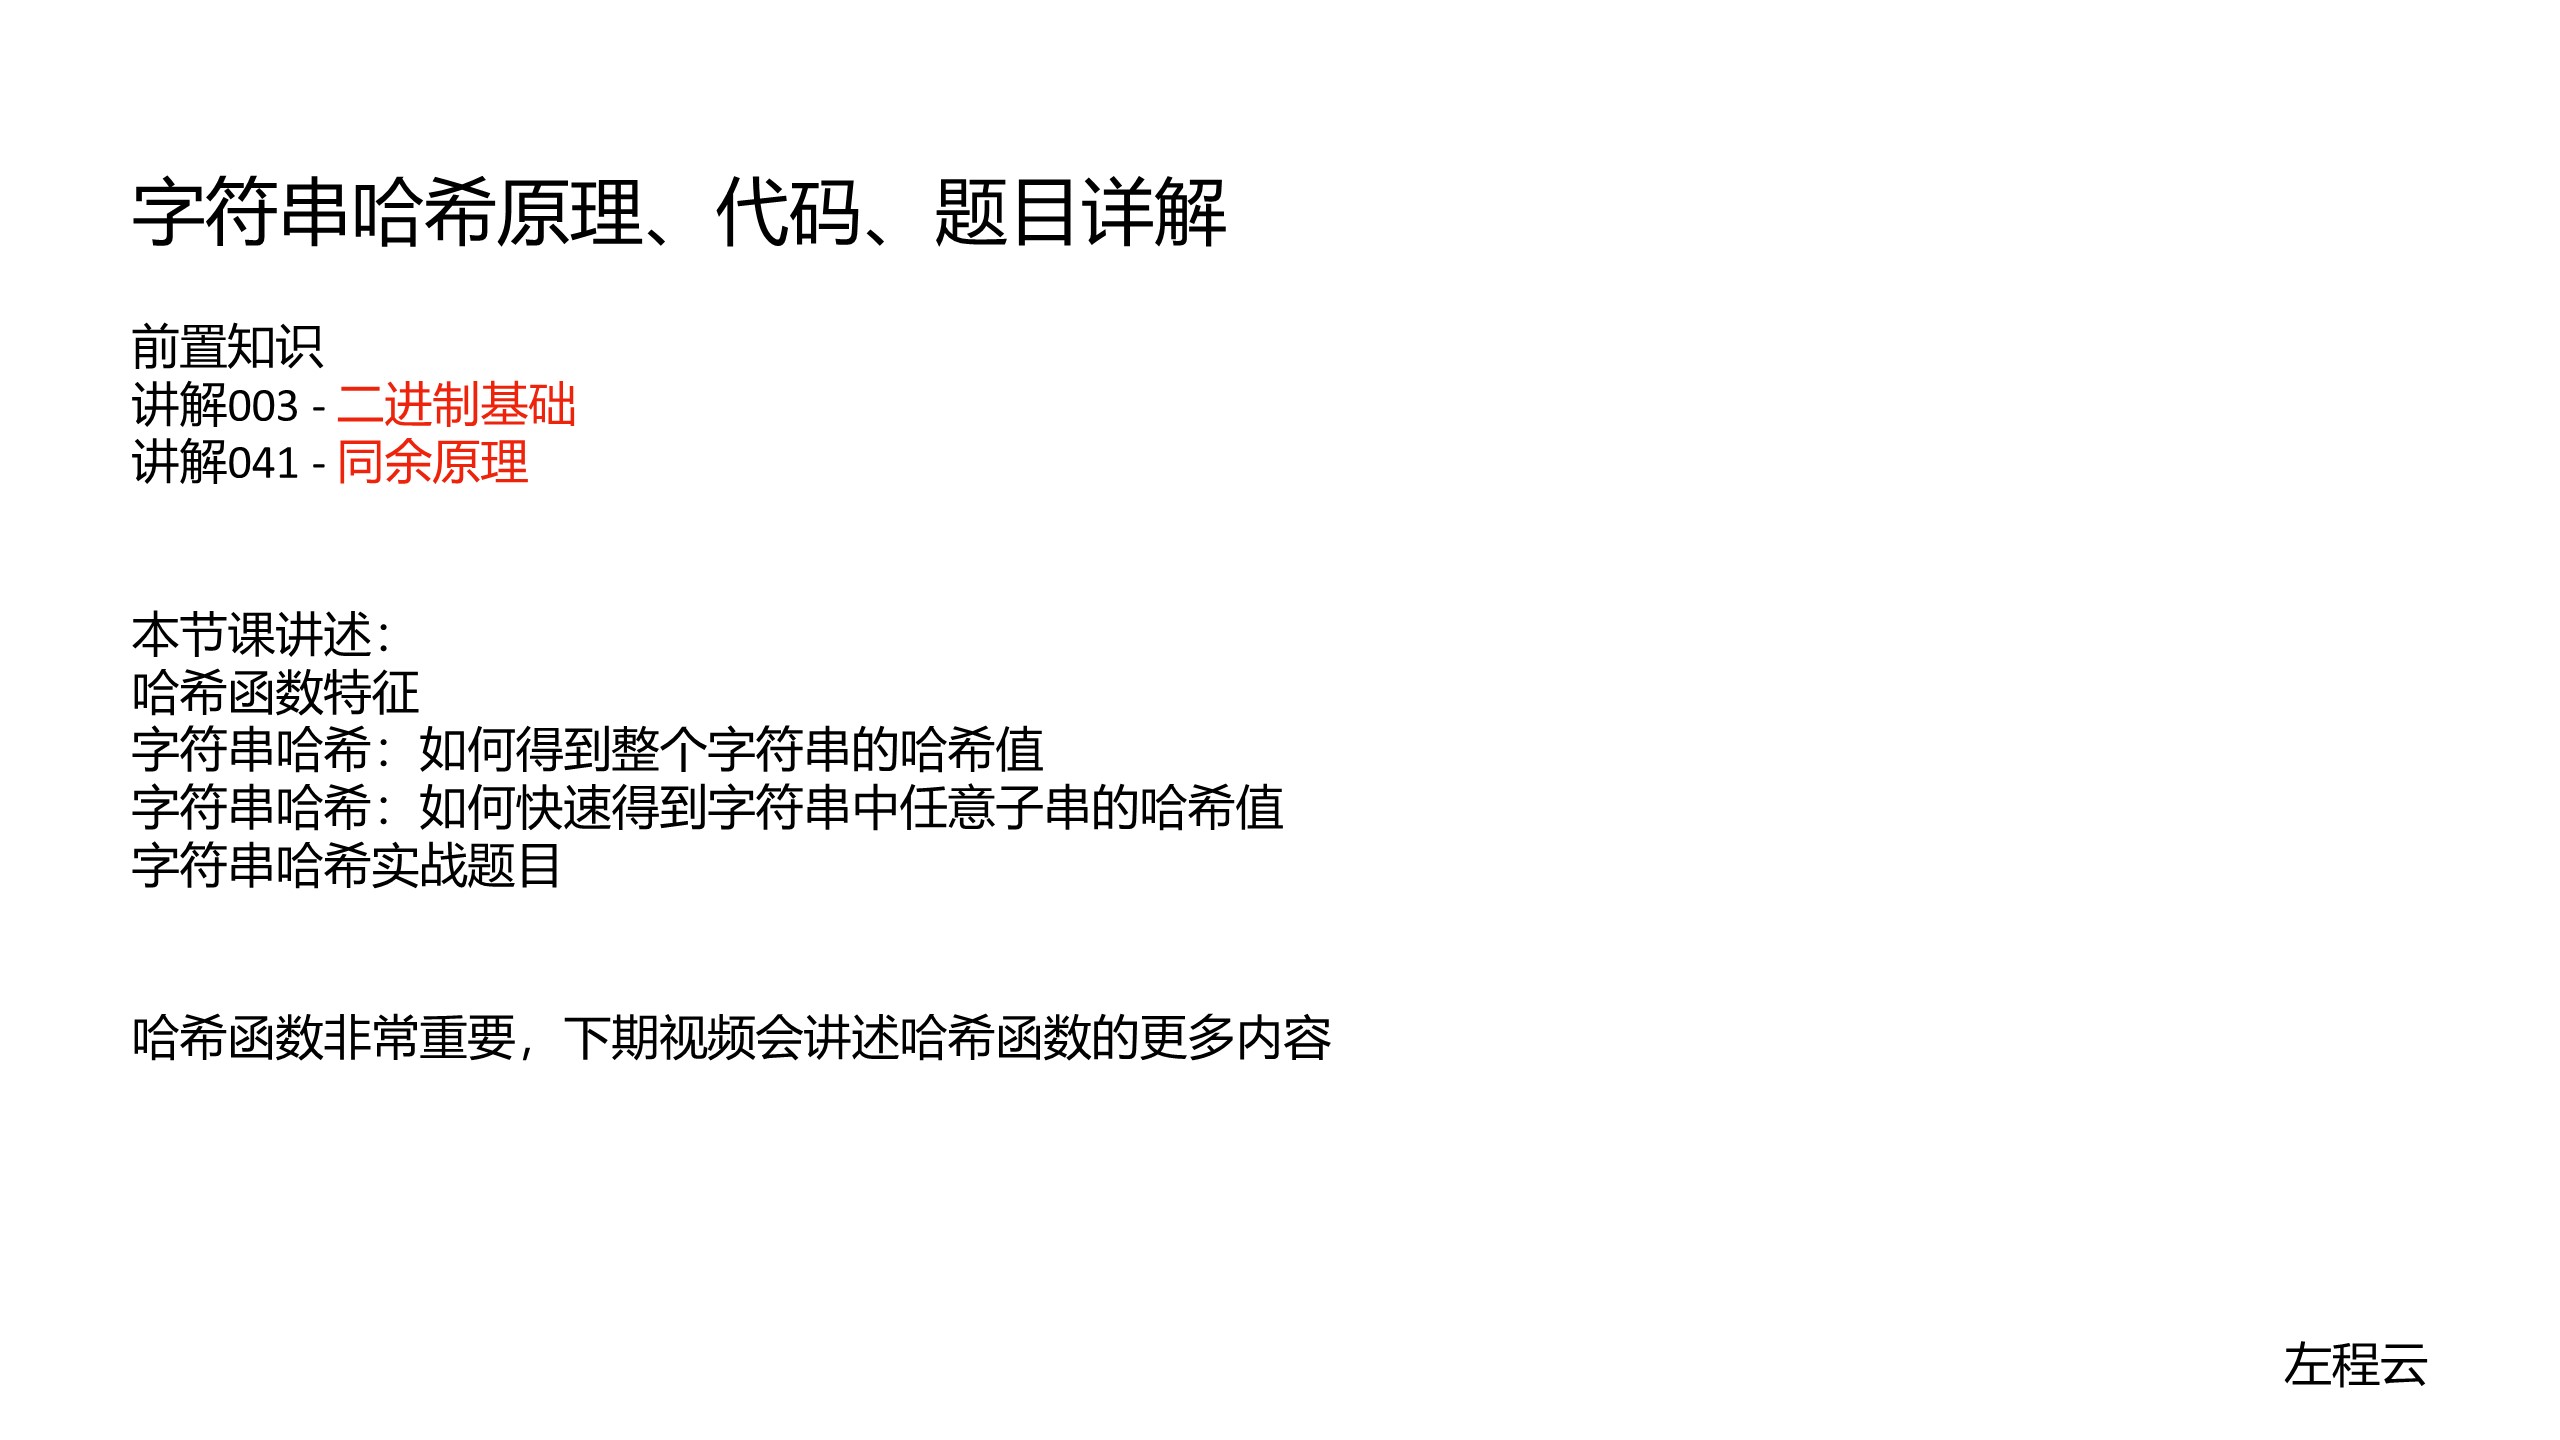 字符串哈希原理、代码、题目详解
前置知识
讲解003 - 二进制基础
讲解041 - 同余原理
本节课讲述：
哈希函数特征
字符串哈希：如何得到整个字符串的哈希值
字符串哈希：如何快速得到字符串中任意子串的哈希值
字符串哈希实战题目
哈希函数非常重要，下期视频会讲述哈希函数的更多内容
左程云